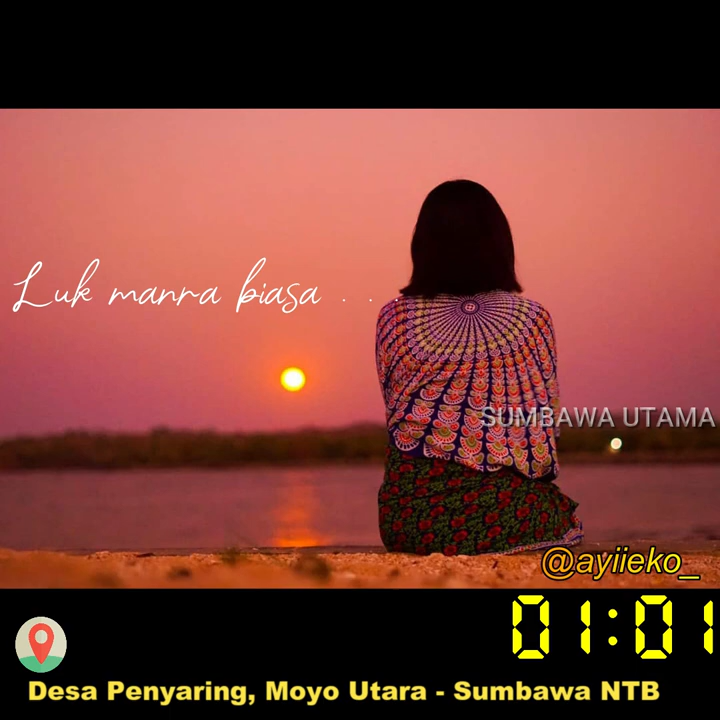 Luk manra biasa . . .
SUMBAWA UTAMA
@ayiieko_
01:01
Desa Penyaring, Moyo Utara - Sumbawa NTB